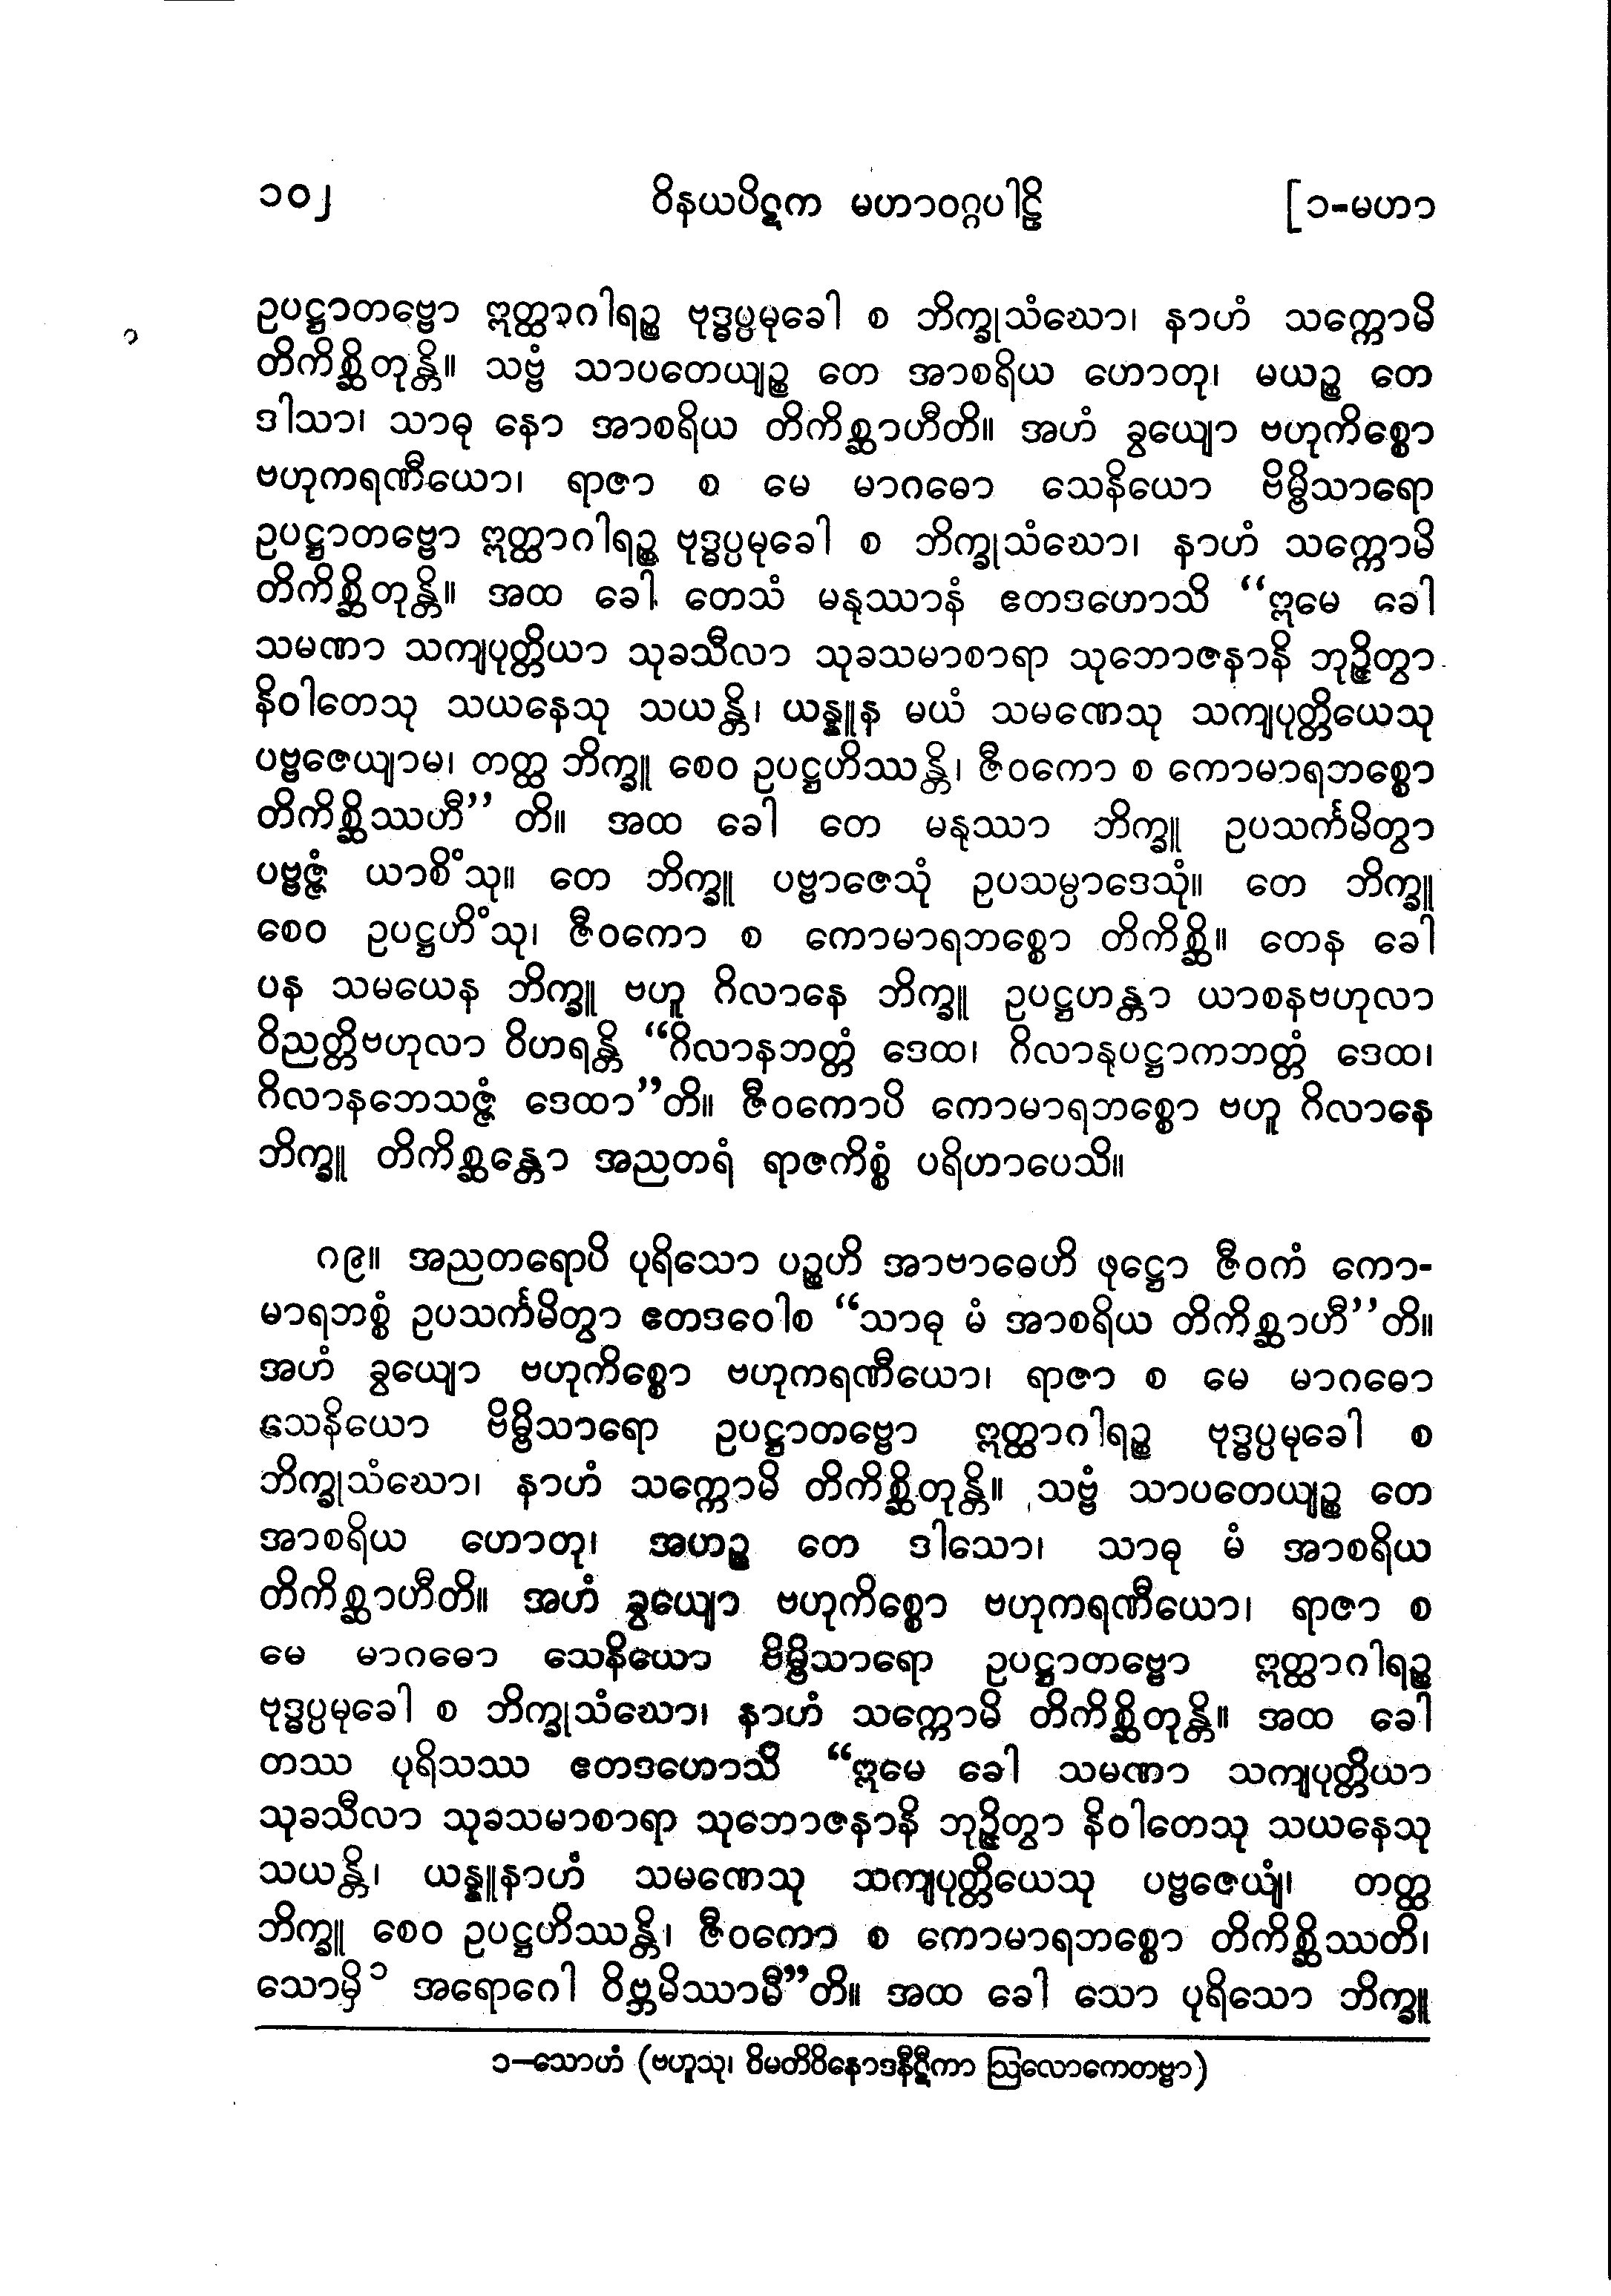 ၁၀၂ ဝိနယပိဋက မဟာဝဂ္ဂပါဠိ [၁-မဟာ
ဥပဋ္ဌာတဗ္ဗော ဣတ္ထာဂါရဉ္စ ဗုဒ္ဓပ္ပမုခေါ စ ဘိက္ခုသံဃော၊ နာဟံ သက္ကောမိ
တိကိစ္ဆိတုန္တိ။ သဗ္ဗံ သာပတေယျဉ္စ တေ အာစရိယ ဟောတု၊ မယဉ္စ တေ
ဒါသာ၊ သာဓု နော အာစရိယ တိကိစ္ဆာဟီတိ။ အဟံ ခွယျော ဗဟုကိစ္စော
ဗဟုကရဏီယော၊ ရာဇာ စ မေ မာဂဓော သေနိယော ဗိမ္ဗိသာရော
ဥပဋ္ဌာတဗ္ဗော ဣတ္ထာဂါရဉ္စ ဗုဒ္ဓပ္ပမုခေါ စ ဘိက္ခုသံဃော၊ နာဟံ သက္ကောမိ
တိကိစ္ဆိတုန္တိ။ အထ ခေါ တေသံ မနုဿာနံ ဧတဒဟောသိ “ဣမေ ခေါ
သမဏာ သကျပုတ္တိယာ သုခသီလာ သုခသမာစာရာ သုဘောဇနာနိ ဘုဉ္ဇိတွာ
နိဝါတေသု သယနေသု သယန္တိ၊ ယန္နူန မယံ သမဏေသု သကျပုတ္တိယေသု
ပဗ္ဗဇေယျာမ၊ တတ္ထ ဘိက္ခူ စေဝ ဥပဋ္ဌဟိဿန္တိ၊ ဇီဝကော စ ကောမာရဘစ္စော
တိကိစ္ဆိဿဟီ” တိ။ အထ ခေါ တေ မနုဿာ ဘိက္ခူ ဥပသင်္ကမိတွာ
ပဗ္ဗဇ္ဇံ ယာစိံသု။ တေ ဘိက္ခူ ပဗ္ဗာဇေသုံ ဥပသမ္ပာဒေသုံ။ တေ ဘိက္ခူ
စေဝ ဥပဋ္ဌဟိံသု၊ ဇီဝကော စ ကောမာရဘစ္စော တိကိစ္ဆိ။ တေန ခေါ
ပန သမယေန ဘိက္ခူ ဗဟူ ဂိလာနေ ဘိက္ခူ ဥပဋ္ဌဟန္တာ ယာစနဗဟုလာ
ဝိညတ္တိဗဟုလာ ဝိဟရန္တိ “ဂိလာနဘတ္တံ ဒေထ၊ ဂိလာနုပဋ္ဌာကဘတ္တံ ဒေထ၊
ဂိလာနဘေသဇ္ဇံ ဒေထာ”တိ။ ဇီဝကောပိ ကောမာရဘစ္စော ဗဟူ ဂိလာနေ
ဘိက္ခူ တိကိစ္ဆန္တော အညတရံ ရာဇကိစ္စံ ပရိဟာပေသိ။
ဂ၉။ အညတရောပိ ပုရိသော ပဉ္စဟိ အာဗာဓေဟိ ဖုဋ္ဌော ဇီဝကံ ကော-
မာရဘစ္စံ ဥပသင်္ကမိတွာ ဧတဒဝေါစ “သာဓု မံ အာစရိယ တိကိစ္ဆာဟီ”တိ။
အဟံ ခွယျော ဗဟုကိစ္စော ဗဟုကရဏီယော၊ ရာဇာ စ မေ မာဂဓော
သေနိယော ဗိမ္ဗိသာရော ဥပဋ္ဌာတဗ္ဗော ဣတ္ထာဂါရဉ္စ ဗုဒ္ဓပ္ပမုခေါ စ
ဘိက္ခုသံဃော၊ နာဟံ သက္ကောမိ တိကိစ္ဆိတုန္တိ။ သဗ္ဗံ သာပတေယျဉ္စ တေ
အာစရိယ ဟောတု၊ အဟဉ္စ တေ ဒါသော၊ သာဓု မံ အာစရိယ
တိကိစ္ဆာဟီတိ။ အဟံ ခွယျော ဗဟုကိစ္စော ဗဟုကရဏီယော၊ ရာဇာ စ
မေ မာဂဓော သေနိယော ဗိမ္ဗိသာရော ဥပဋ္ဌာတဗ္ဗော ဣတ္ထာဂါရဉ္စ
ဗုဒ္ဓပ္ပမုခေါ စ ဘိက္ခုသံဃော၊ နာဟံ သက္ကောမိ တိကိစ္ဆိတုန္တိ။ အထ ခေါ
တဿ ပုရိသဿ ဧတဒဟောသိ “ဣမေ ခေါ သမဏာ သကျပုတ္တိယာ
သုခသီလာ သုခသမာစာရာ သုဘောဇနာနိ ဘုဉ္ဇိတွာ နိဝါတေသု သယနေသု
သယန္တိ၊ ယန္နူနာဟံ သမဏေသု သကျပုတ္တိယေသု ပဗ္ဗဇေယျံ၊ တတ္ထ
ဘိက္ခူ စေဝ ဥပဋ္ဌဟိဿန္တိ၊ ဇီဝကော စ ကောမာရဘစ္စော တိကိစ္ဆိဿတိ၊
သောမှိ ၁ အရောဂေါ ဝိဗ္ဘမိဿာမီ”တိ။ အထ ခေါ သော ပုရိသော ဘိက္ခူ
၁–သောဟံ (ဗဟူသု၊ ဝိမတိဝိနောဒနီဋီကာ ဩလောကေတဗ္ဗာ)